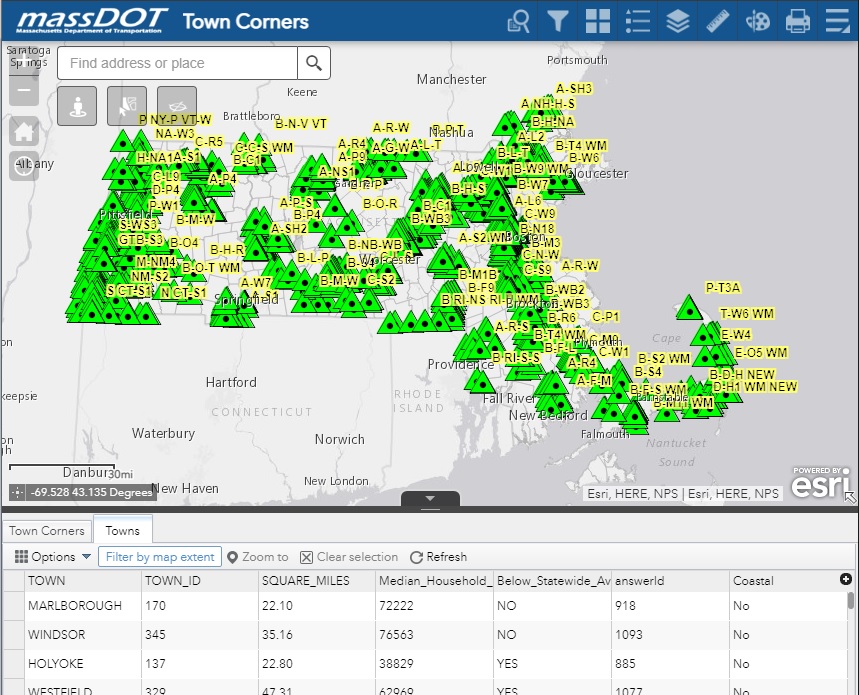 massDOT Town Corners
Massachusetts Department of Transportation
Saratoga
Springs
Find address or place
Portsmouth
Manchester
Keene
A-SH3
NH-H-S
B-H-NA
P NY-P VT-W
Brattleboro
B-N-V VT
A-R-W
Nashua
NA-W3
C-R5
A-L2
B-T4 WM
B-W6
Albany
H-NA1A-S1
C-C-S WM
B-C1
A-R4
A-P9
A-G-W
A-L-T
B-L-T
Lowell
B-W9 WM
Gloucester
C-L9
A-P4
A-NS1
Gardner
B-W7
D-P4
B-H-S
P-W1
A-P-S
B-O-R
A-L6
Pittsfield
B-M-W
B-P4
B-C1
B-WB3
C-W9
S-WS3
A-SH2
B-N18
GTB-S3
B-O4
B-H-R
B-NB-WB
A-S2WM
Boston
B-M3
M-NM4
B-L-P
Worcester
C-N-W
NM-S2
B-O-T WM
B-M1B
C-S9
A-R-W
S CT-S1
N CT-S1
A-W7
B-M-W
C-S2
B-F9
B-WB2
P-T3A
Springfield
B RI-NS RI-
WM
Brockton
B-WB3
B-R6
C-P1
T-W6 WM
A-R-S
B-T4 WM
C-M9
E-W4
Plymouth
Cape
Providence
B RI-S-S
B-F-L
C-W1
E-O5 WM
A-R4
B-S2 WM
B-S4
B-D-H NEW
Hartford
A-F-M
D-H1 WM NEW
keepsie
RHODE
ISLAND
Fall River
B-E-S WM
Barnstable
B-M11 WM
CONNECTICUT
New Bedford
Waterbury
Norwich
Falmouth
Nantucket
Sound
Danbury
30mi
New London
New Haven
-69.528 43.135 Degrees
POWERED BY
esri
Esri, HERE, NPS | Esri, HERE, NPS
Town Corners Towns
Options Filter by map extent Zoom to Clear selection Refresh
TOWN TOWN_ID SQUARE_MILES Median_Household_ Below_Statewide_Av answerId Coastal
MARLBOROUGH 170 22.10 72222 NO 918 No
WINDSOR 345 35.16 76563 NO 1093 No
HOLYOKE 137 22.80 38829 YES 885 No
WESTFIELD 329 47.31 62969 YES 1077 No